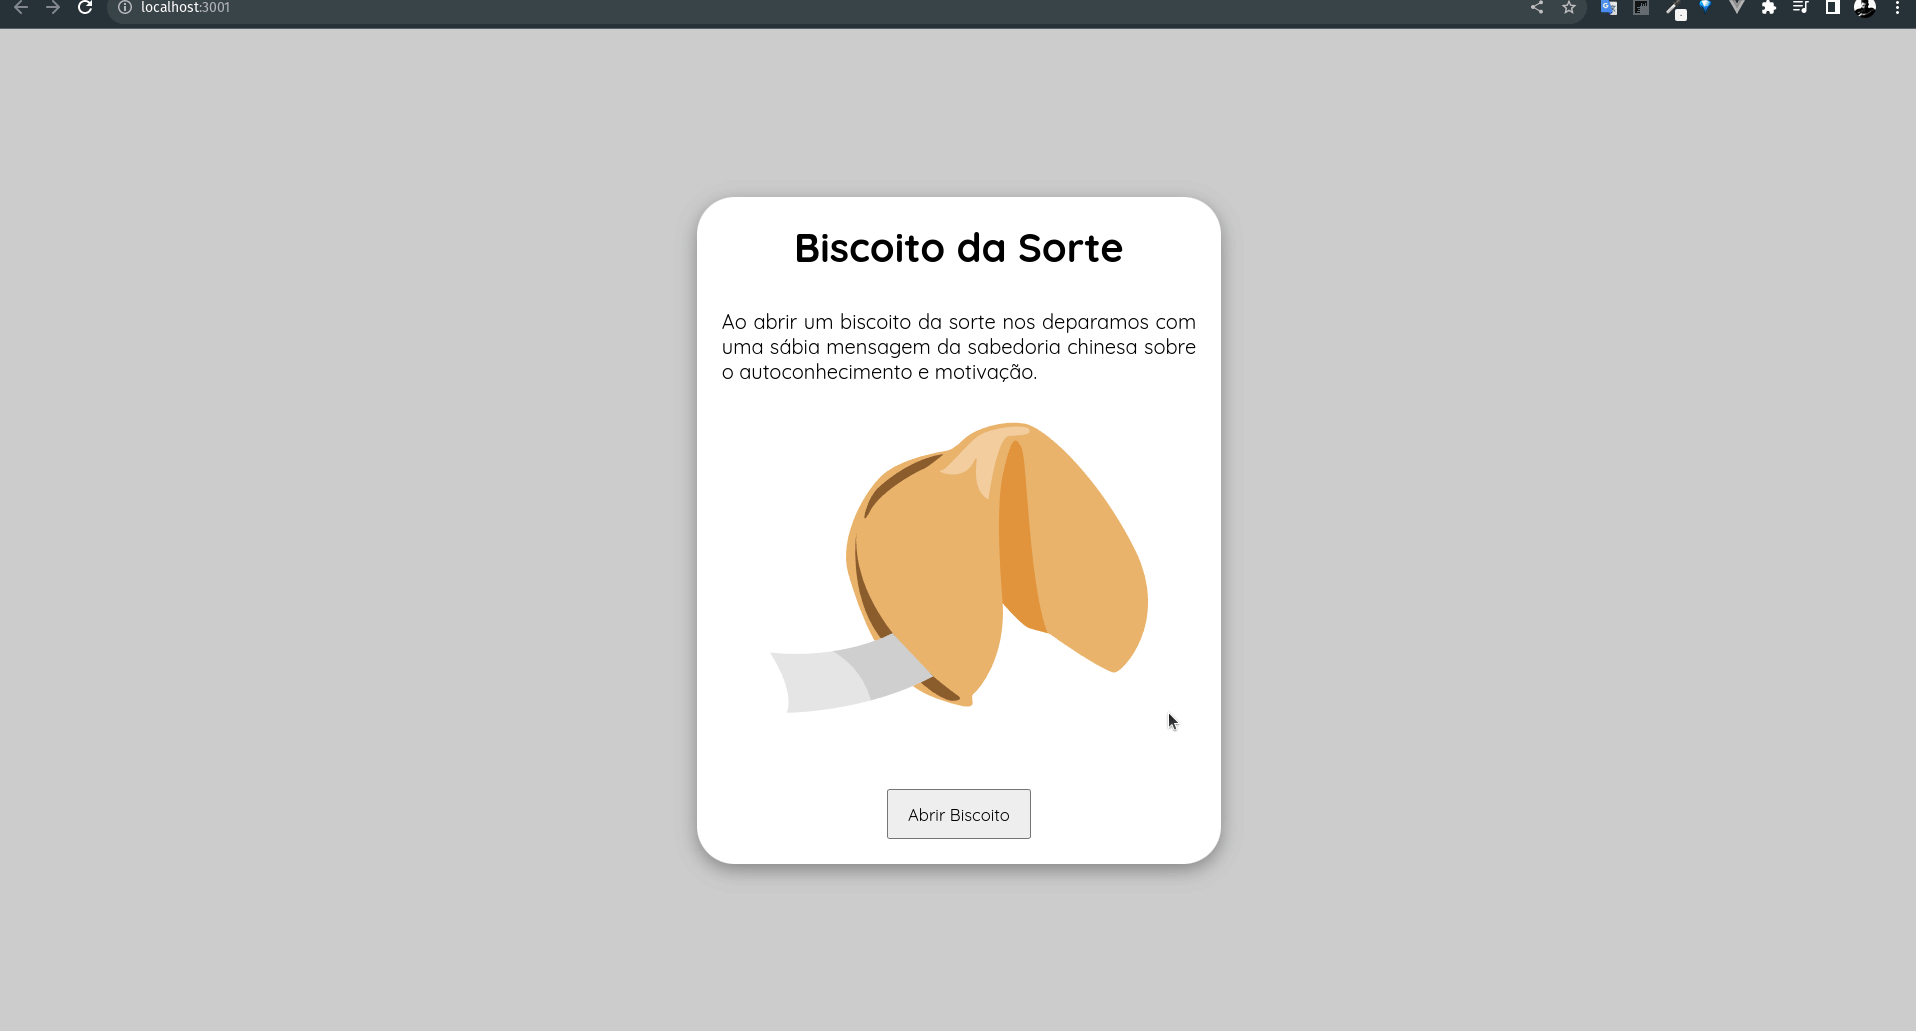 localhost:3001
Biscoito da Sorte
Ao abrir um biscoito da sorte nos deparamos com
uma sábia mensagem da sabedoria chinesa sobre
o autoconhecimento e motivação.
Abrir Biscoito